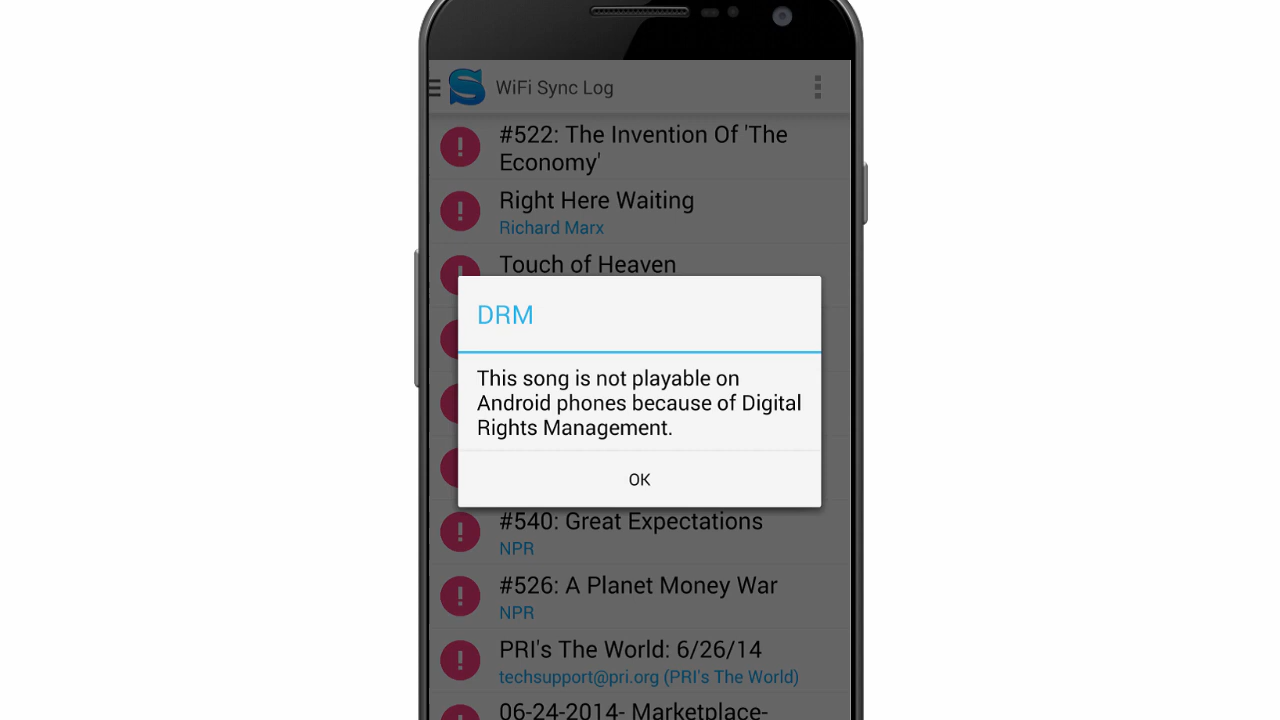 WiFi Sync Log
#522: The Invention Of 'The
Economy'
Right Here Waiting
Richard Marx
Touch of Heaven
DRM
This song is not playable on
Android phones because of Digital
Rights Management.
OK
#540: Great Expectations
NPR
#526: A Planet Money War
NPR
PRI's The World: 6/26/14
techsupport@pri.org (PRI's The World)
06-24-2014- Marketplace-